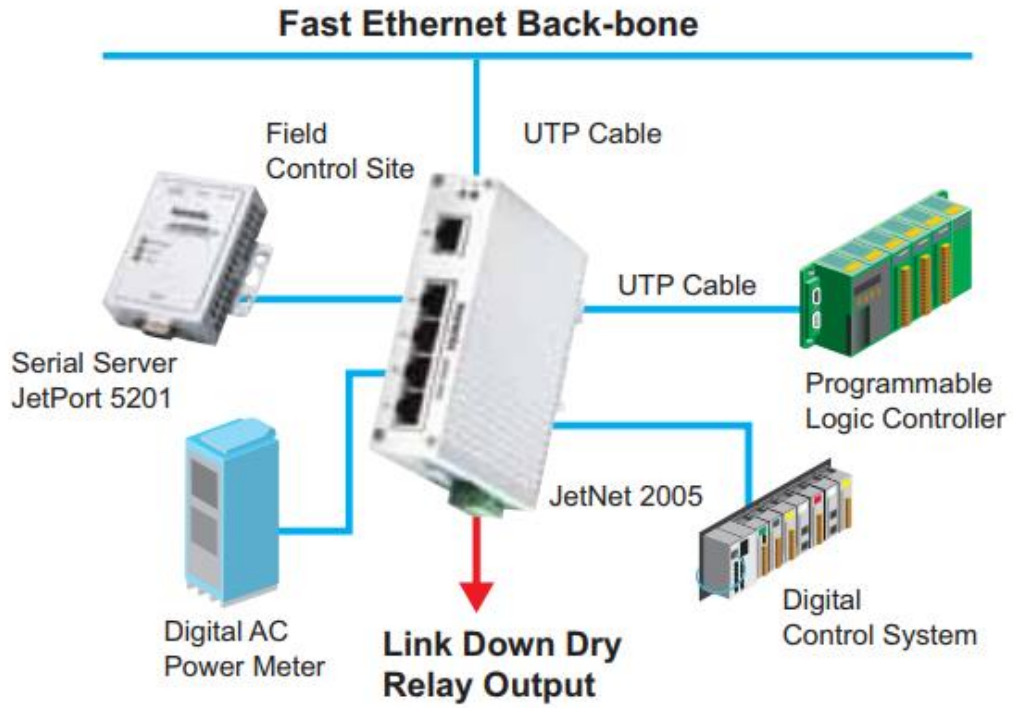 Fast Ethernet Back-bone
Field
Control Site
UTP Cable
UTP Cable
Serial Server
JetPort 5201
Programmable
Logic Controller
JetNet 2005
Digital AC
Power Meter
Link Down Dry
Relay Output
Digital
Control System